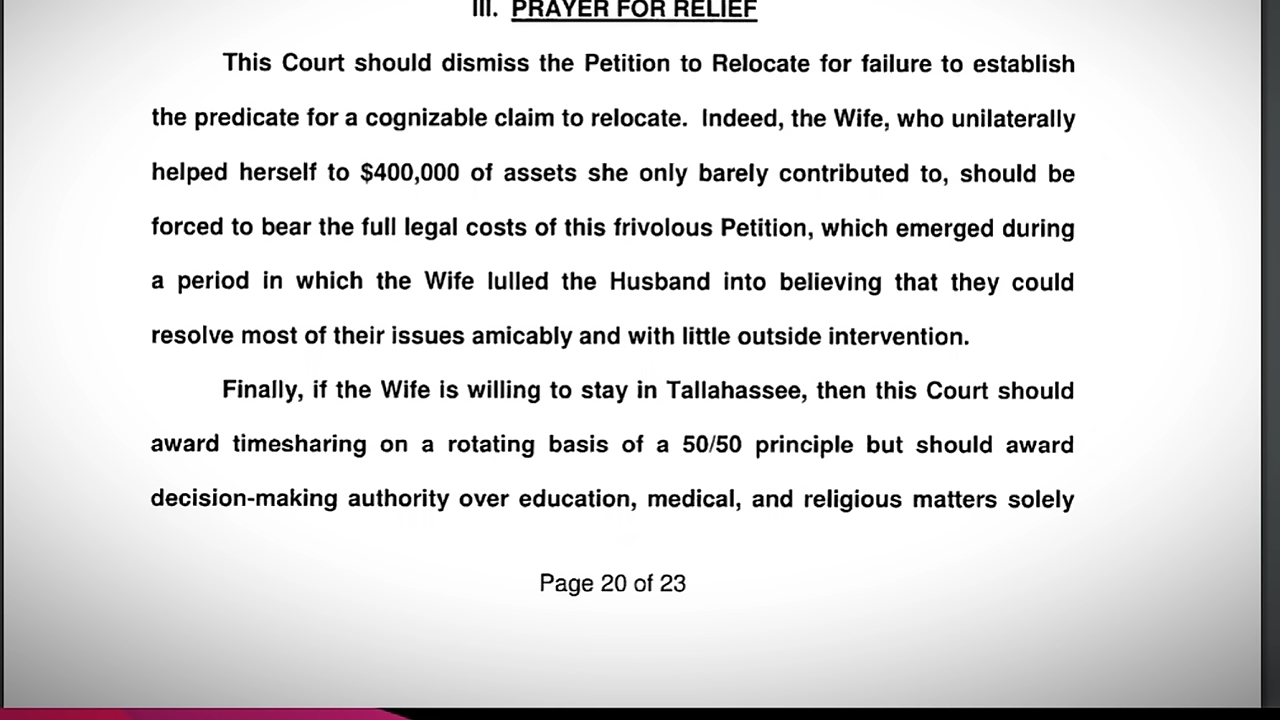 III. PRAYER FOR RELIEF
This Court should dismiss the Petition to Relocate for failure to establish
the predicate for a cognizable claim to relocate. Indeed, the Wife, who unilaterally
helped herself to $400,000 of assets she only barely contributed to, should be
forced to bear the full legal costs of this frivolous Petition, which emerged during
a period in which the Wife lulled the Husband into believing that they could
resolve most of their issues amicably and with little outside intervention.
Finally, if the Wife is willing to stay in Tallahassee, then this Court should
award timesharing on a rotating basis of a 50/50 principle but should award
decision-making authority over education, medical, and religious matters solely
Page 20 of 23